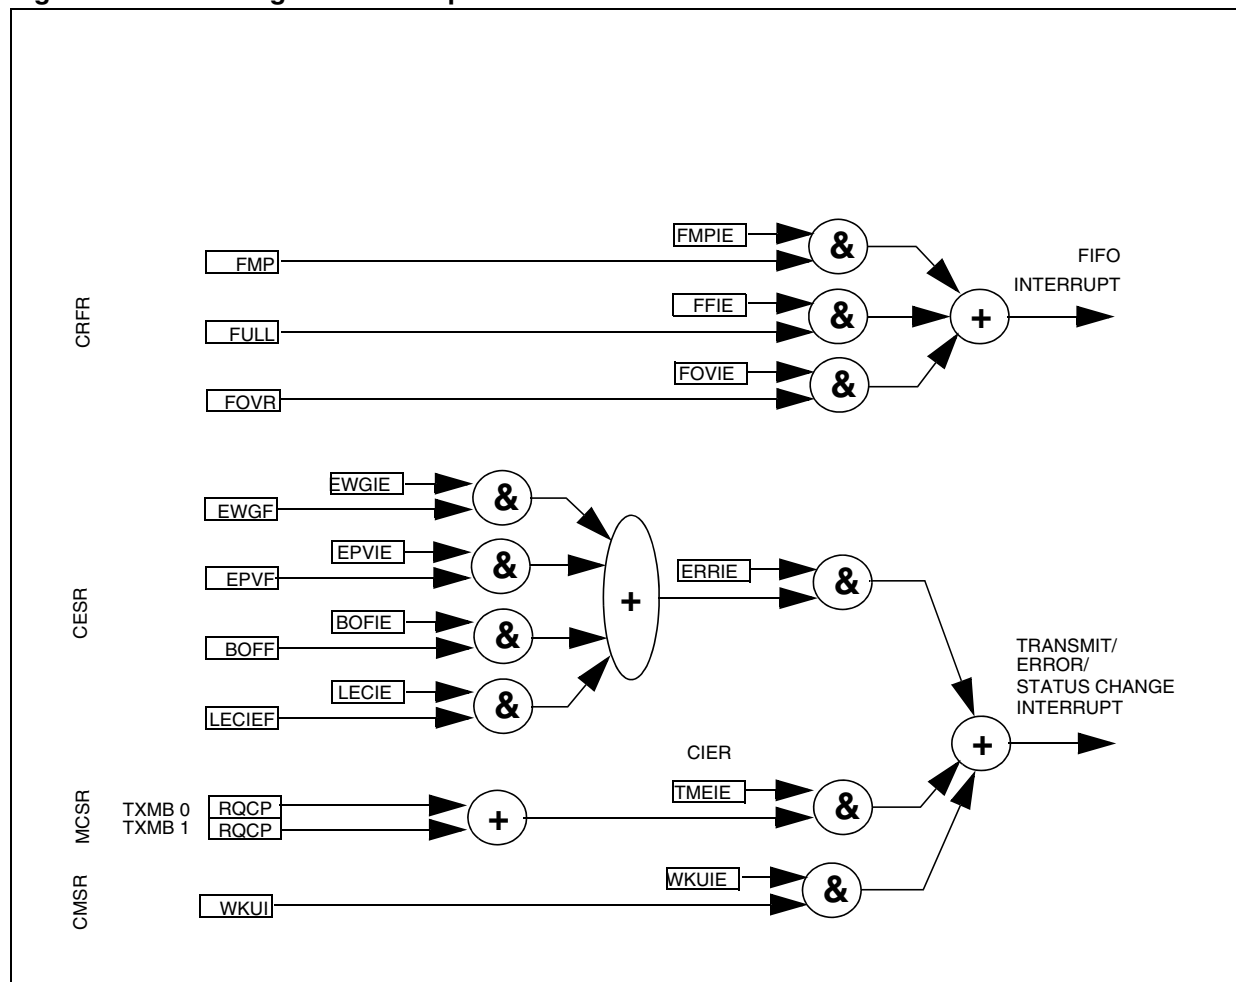 FMPIE
&
FMP
FIFO
INTERRUPT
CRFR
FFIE
&
+
FULL
FOVIE
&
FOVR
EWGIE
&
EWGF
EPVIE
&
EPVF
ERRIE
&
CESR
+
BOFIE
&
BOFF
TRANSMIT/
ERROR/
STATUS CHANGE
INTERRUPT
LECIE
&
LECIEF
+
CIER
MCSR
TXMB 0
RQCP
TMEIE
TXMB 1
RQCP
+
&
CMSR
WKUIE
&
WKUI